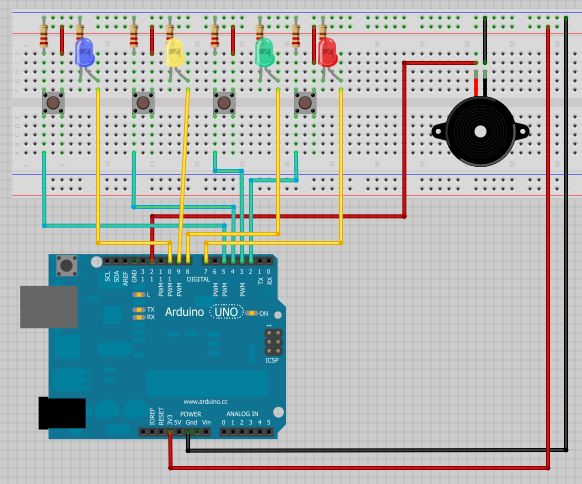 SCL
SDA
AREF
GND
13
12
PWM 11
PWM 10
PWM 9
8
7
PWM 6
PWM 5
4
PWM 3
2
TX 1
RX 0
DIGITAL
L
TX
RX
Arduino UNO
ON
1
ICSP
www.arduino.cc
POWER
ANALOG IN
IOREF
RESET
3V3
5V
Gnd
Vin
0 1 2 3 4 5